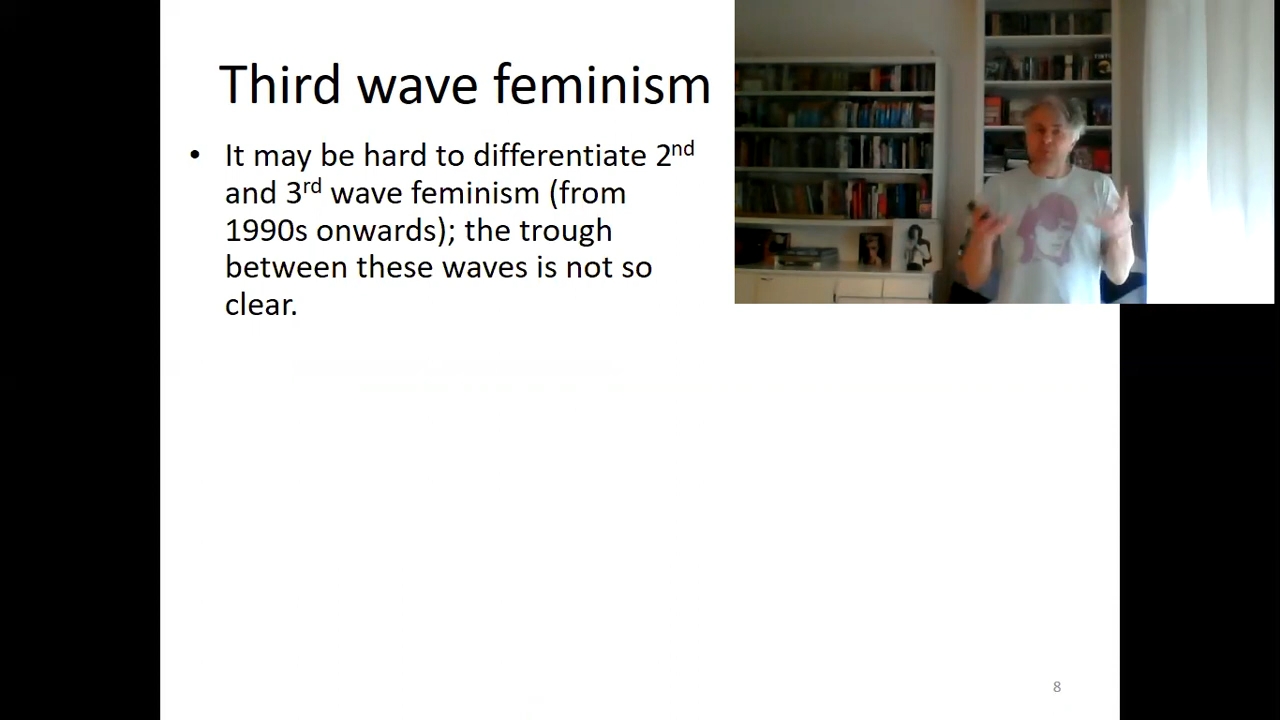 Third wave feminism
• It may be hard to differentiate 2nd
and 3rd wave feminism (from
1990s onwards); the trough
between these waves is not so
clear.
8